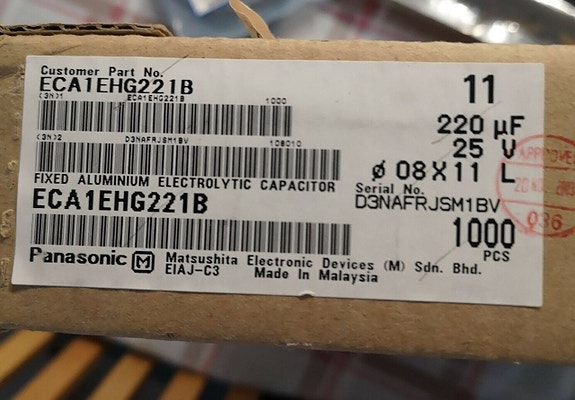 Customer Part No.
ECA1EHG221B
11
(3N)1 ECA1EHG221B 1000
220 µF
(3N)2 D3NAFRJSM1BV 108010
25 V
ø 08X11 L
FIXED ALUMINIUM ELECTROLYTIC CAPACITOR
Serial No.
D3NAFRJSM1BV
ECA1EHG221B
1000
PCS
Panasonic M Matsushita Electronic Devices (M) Sdn. Bhd.
EIAJ-C3 Made In Malaysia
APPROVED
036